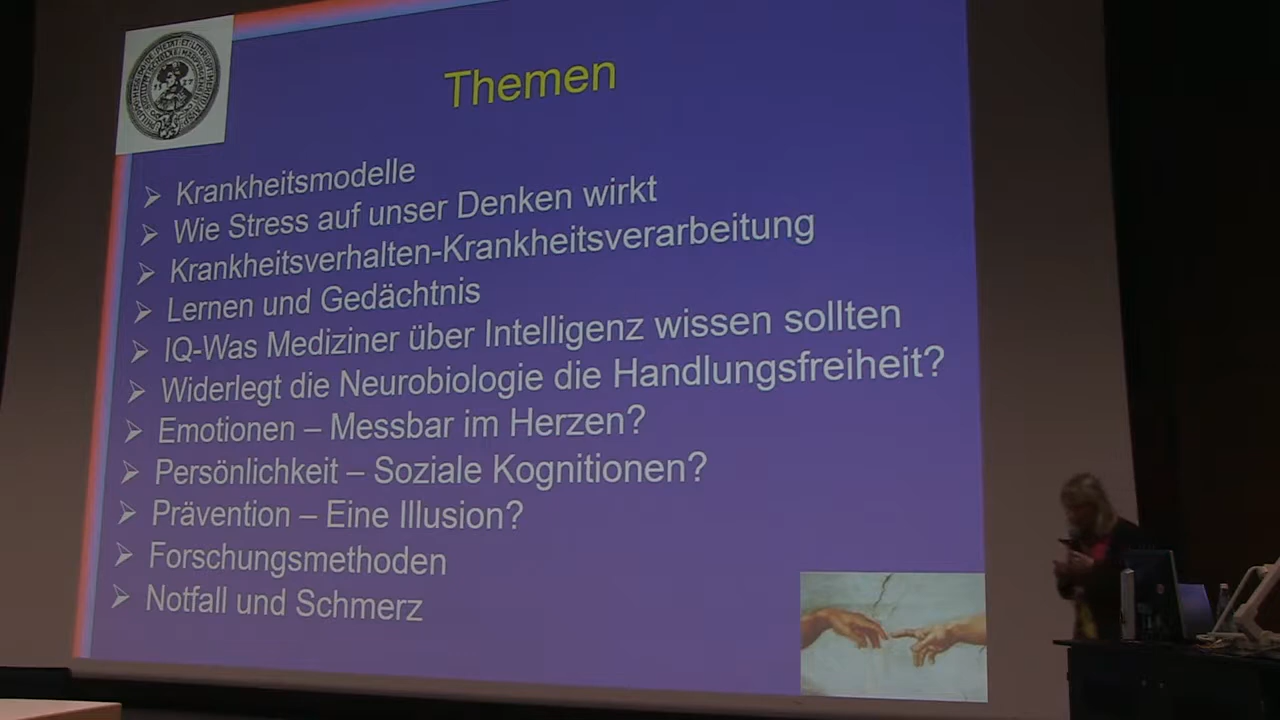 Themen
Krankheitsmodelle
Wie Stress auf unser Denken wirkt
Krankheitsverhalten-Krankheitsverarbeitung
Lernen und Gedächtnis
IQ-Was Mediziner über Intelligenz wissen sollten
Widerlegt die Neurobiologie die Handlungsfreiheit?
Emotionen – Messbar im Herzen?
Persönlichkeit – Soziale Kognitionen?
Prävention – Eine Illusion?
Forschungsmethoden
Notfall und Schmerz